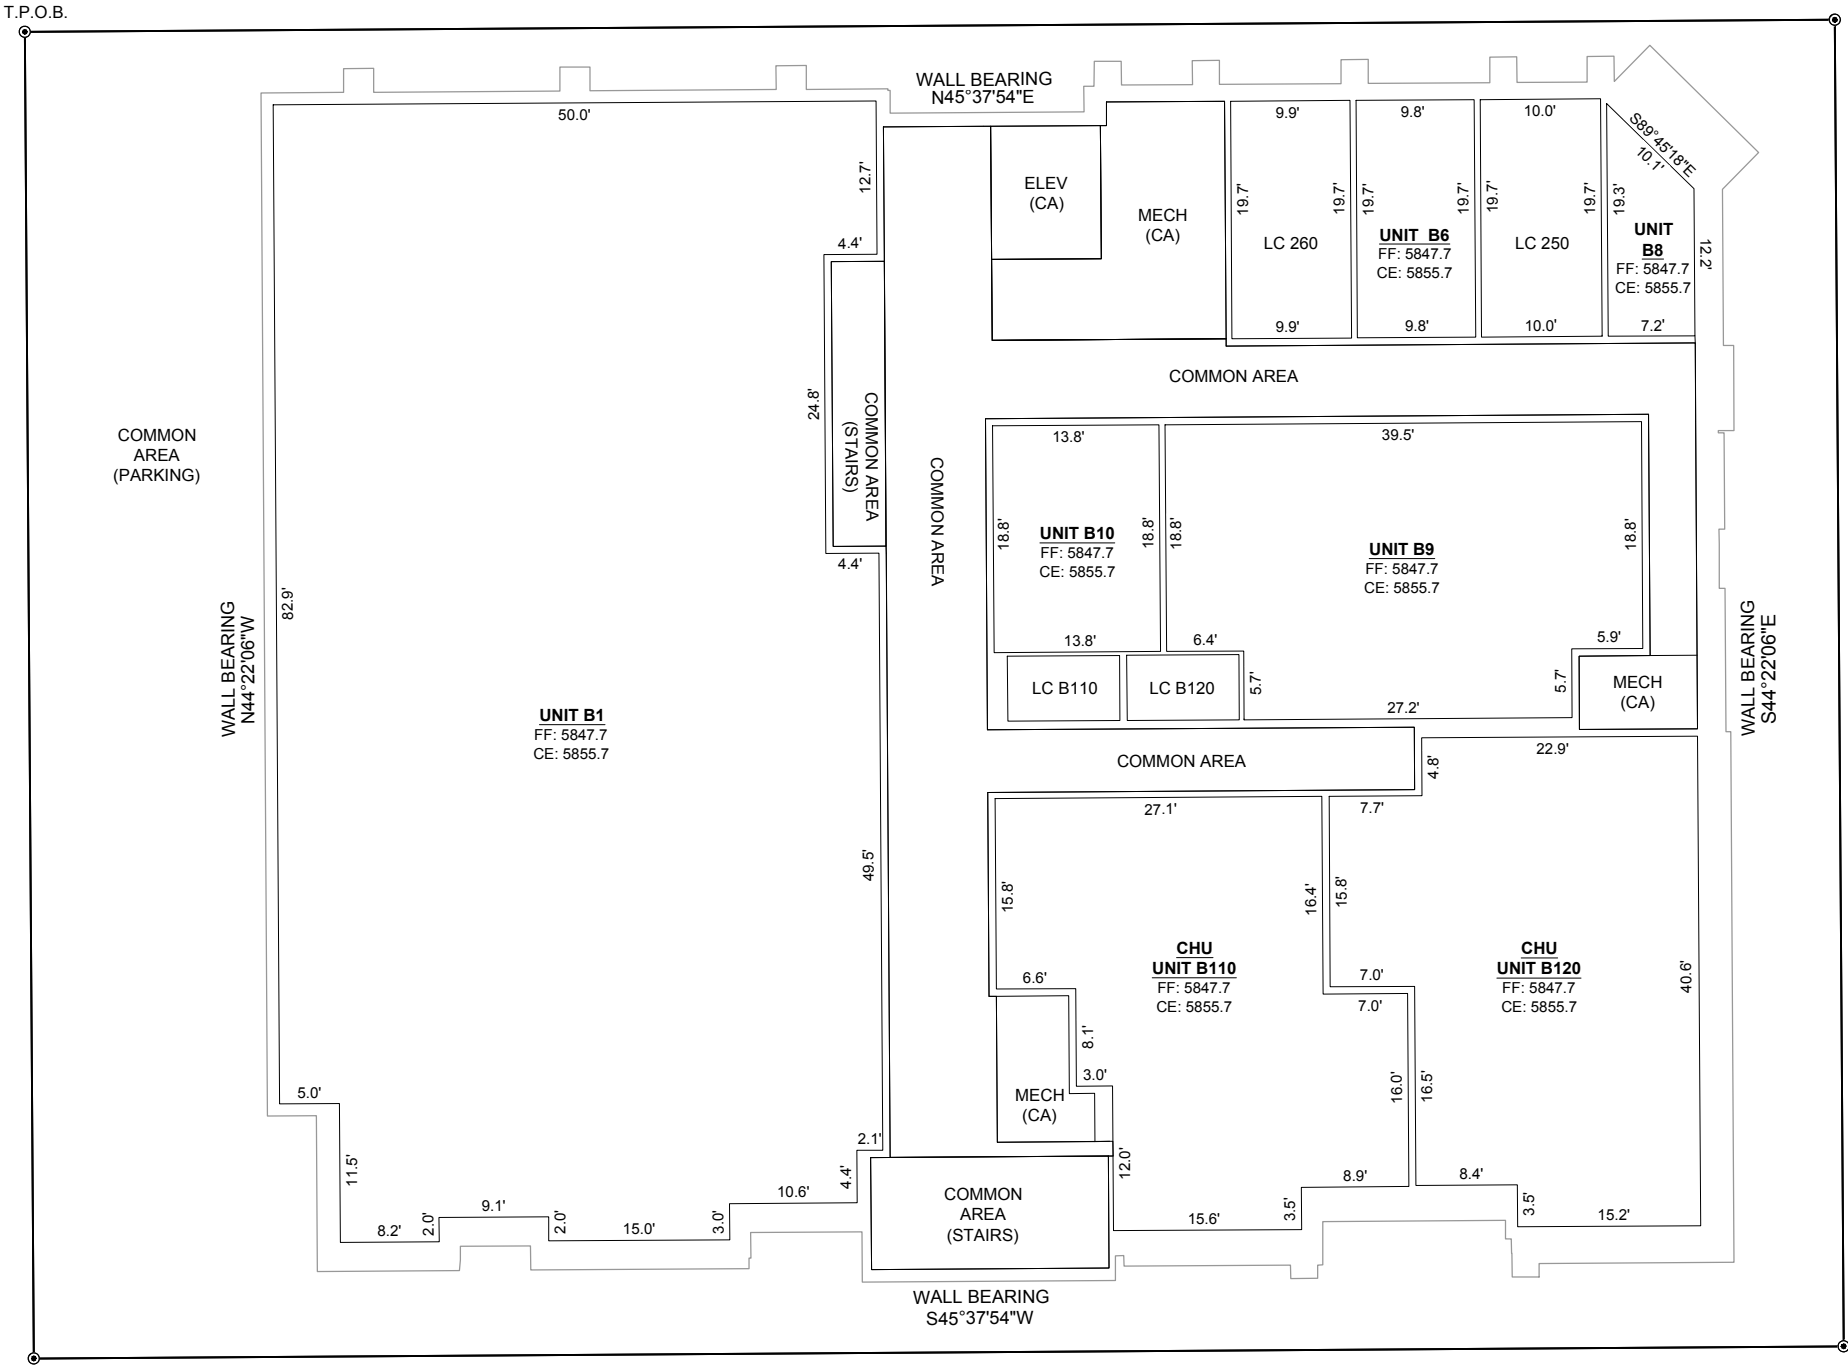 T.P.O.B.
WALL BEARING
N45°37'54"E
50.0'
12.7'
4.4'
24.8'
4.4'
49.5'
2.1'
4.4'
10.6'
3.0'
15.0'
2.0'
9.1'
2.0'
8.2'
11.5'
5.0'
82.9'
UNIT B1
FF: 5847.7
CE: 5855.7
COMMON
AREA
(PARKING)
WALL BEARING
N44°22'06"W
COMMON AREA
(STAIRS)
COMMON AREA
ELEV
(CA)
MECH
(CA)
9.9'
19.7'
19.7'
LC 260
9.9'
9.8'
19.7'
19.7'
UNIT  B6
FF: 5847.7
CE: 5855.7
9.8'
10.0'
19.7'
19.7'
LC 250
10.0'
S89°45'18"E
10.1'
19.3'
12.2'
UNIT
B8
FF: 5847.7
CE: 5855.7
7.2'
COMMON AREA
13.8'
18.8'
18.8'
UNIT B10
FF: 5847.7
CE: 5855.7
13.8'
39.5'
18.8'
18.8'
UNIT B9
FF: 5847.7
CE: 5855.7
6.4'
5.7'
27.2'
5.7'
5.9'
LC B110
LC B120
MECH
(CA)
WALL BEARING
S44°22'06"E
COMMON AREA
27.1'
15.8'
16.4'
6.6'
8.1'
3.0'
12.0'
15.6'
3.5'
8.9'
16.0'
7.0'
CHU
UNIT B110
FF: 5847.7
CE: 5855.7
22.9'
4.8'
7.7'
15.8'
7.0'
16.5'
8.4'
3.5'
15.2'
40.6'
CHU
UNIT B120
FF: 5847.7
CE: 5855.7
MECH
(CA)
COMMON
AREA
(STAIRS)
WALL BEARING
S45°37'54"W